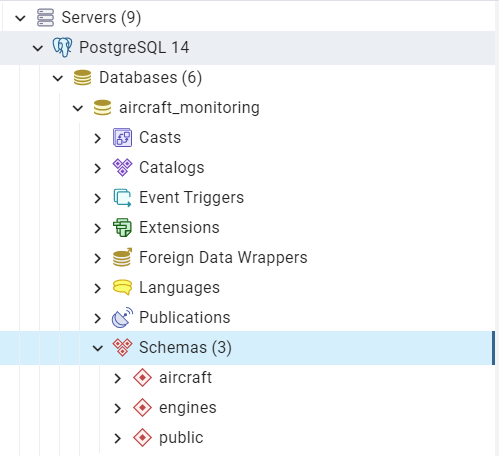 Servers (9)
PostgreSQL 14
Databases (6)
aircraft_monitoring
Casts
Catalogs
Event Triggers
Extensions
Foreign Data Wrappers
Languages
Publications
Schemas (3)
aircraft
engines
public